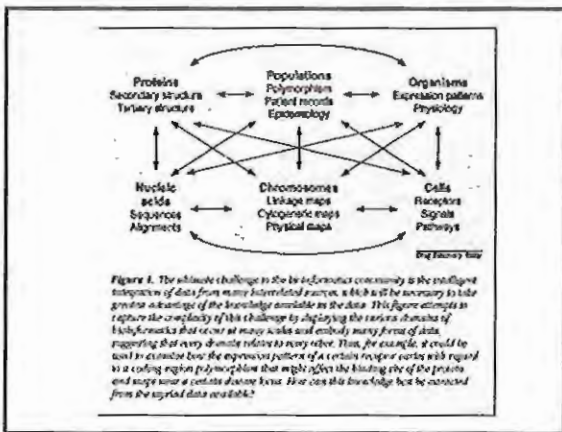 Proteins
Secondary structure
Tertiary structure
Populations
Polymorphism
Patient records
Epidemiology
Organisms
Expression patterns
Physiology
Nucleic
acids
Sequences
Alignments
Chromosomes
Linkage maps
Cytogenetic maps
Physical maps
Cells
Receptors
Signals
Pathways
Drug Discovery Today
Figure 1. The ultimate challenge to the bioinformatics community is the intelligent
integration of data from many interrelated sources, which will be necessary to take
greatest advantage of the knowledge available in the data. This figure attempts to
capture the complexity of this challenge by displaying the various domains of
bioinformatics that occur at many scales and embody many forms of data,
suggesting that every domain relates to every other. Thus, for example, it could be
used to examine how the expression pattern of a certain receptor varies with regard
to a coding region polymorphism that might affect the binding site of the protein
and maps near a certain disease locus. How can this knowledge best be extracted
from the myriad data available?